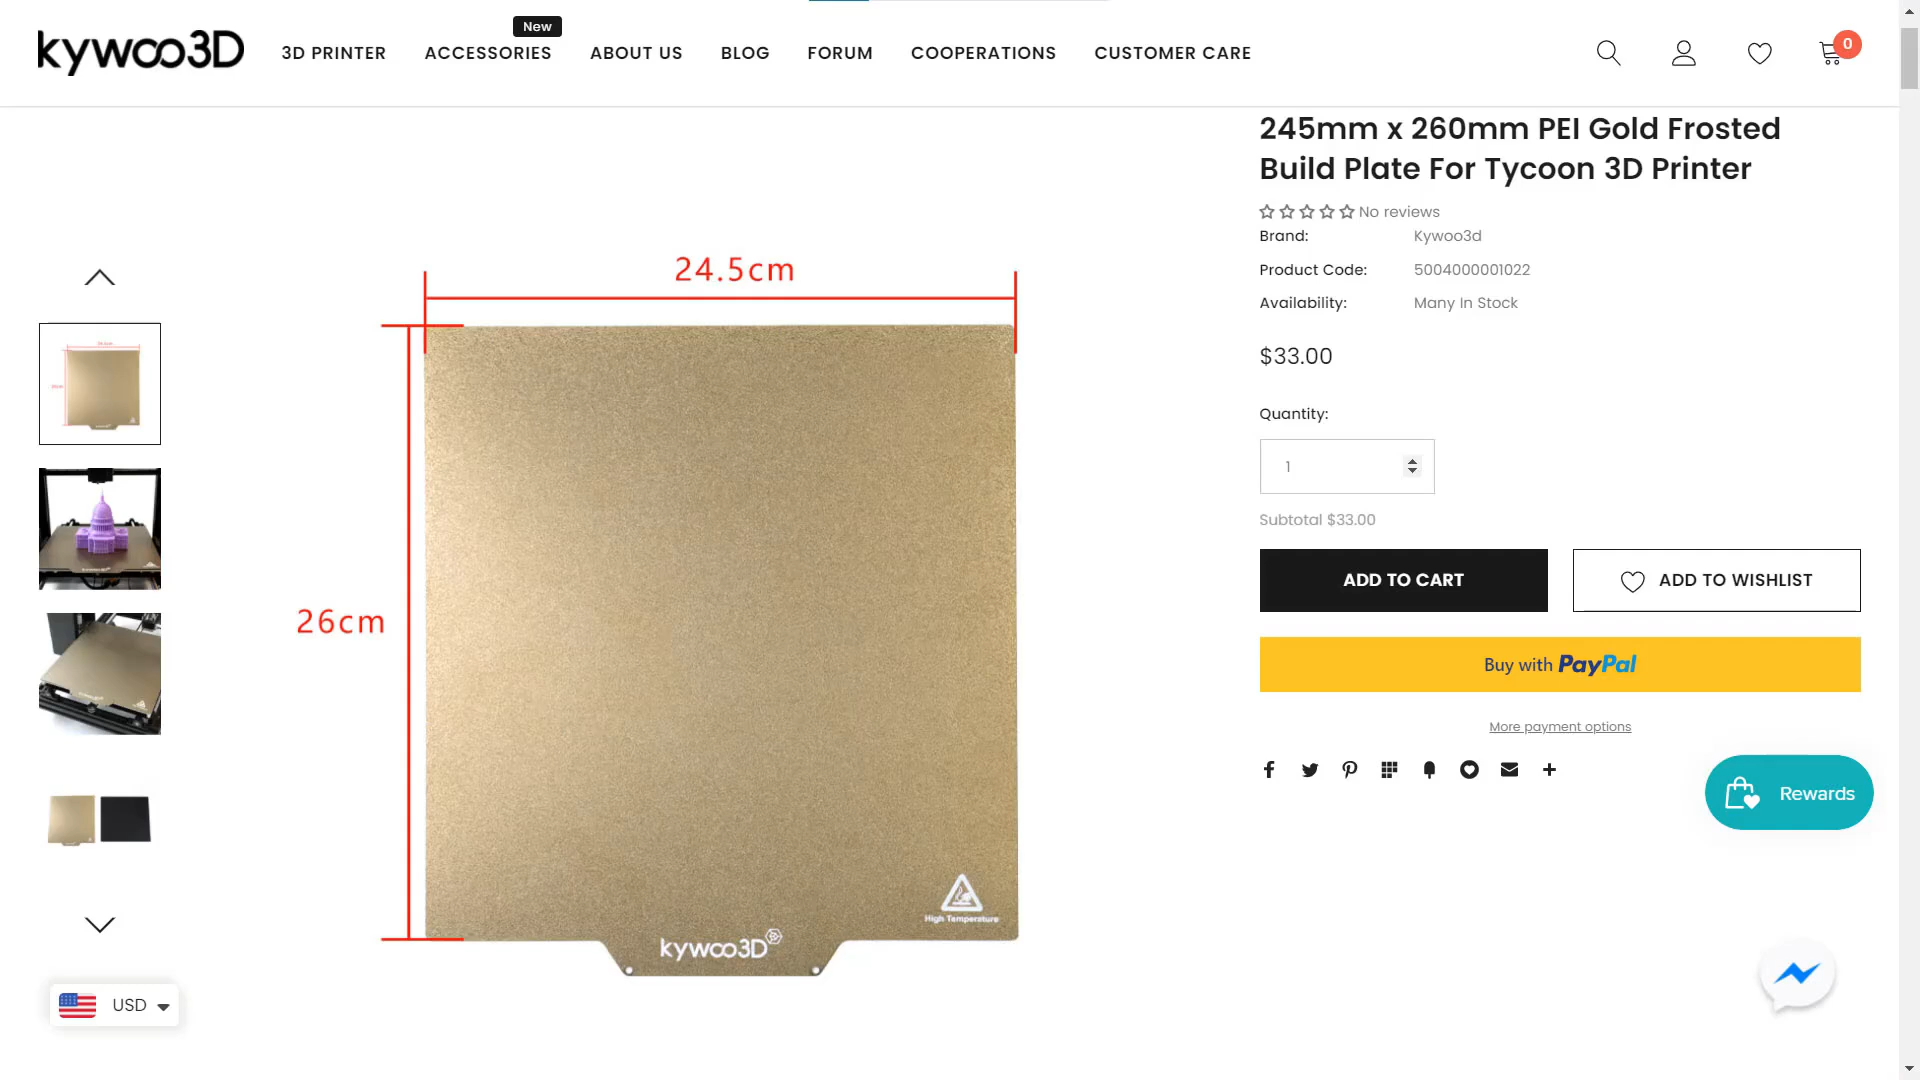 New
kywoo3D
3D PRINTER
ACCESSORIES
ABOUT US
BLOG
FORUM
COOPERATIONS
CUSTOMER CARE
0
245mm x 260mm PEI Gold Frosted
Build Plate For Tycoon 3D Printer
No reviews
Brand: Kywoo3d
Product Code: 5004000001022
Availability: Many In Stock
$33.00
Quantity:
1
Subtotal $33.00
ADD TO CART
ADD TO WISHLIST
Buy with PayPal
More payment options
Rewards
24.5cm
26cm
High Temperature
kywoo3D
USD